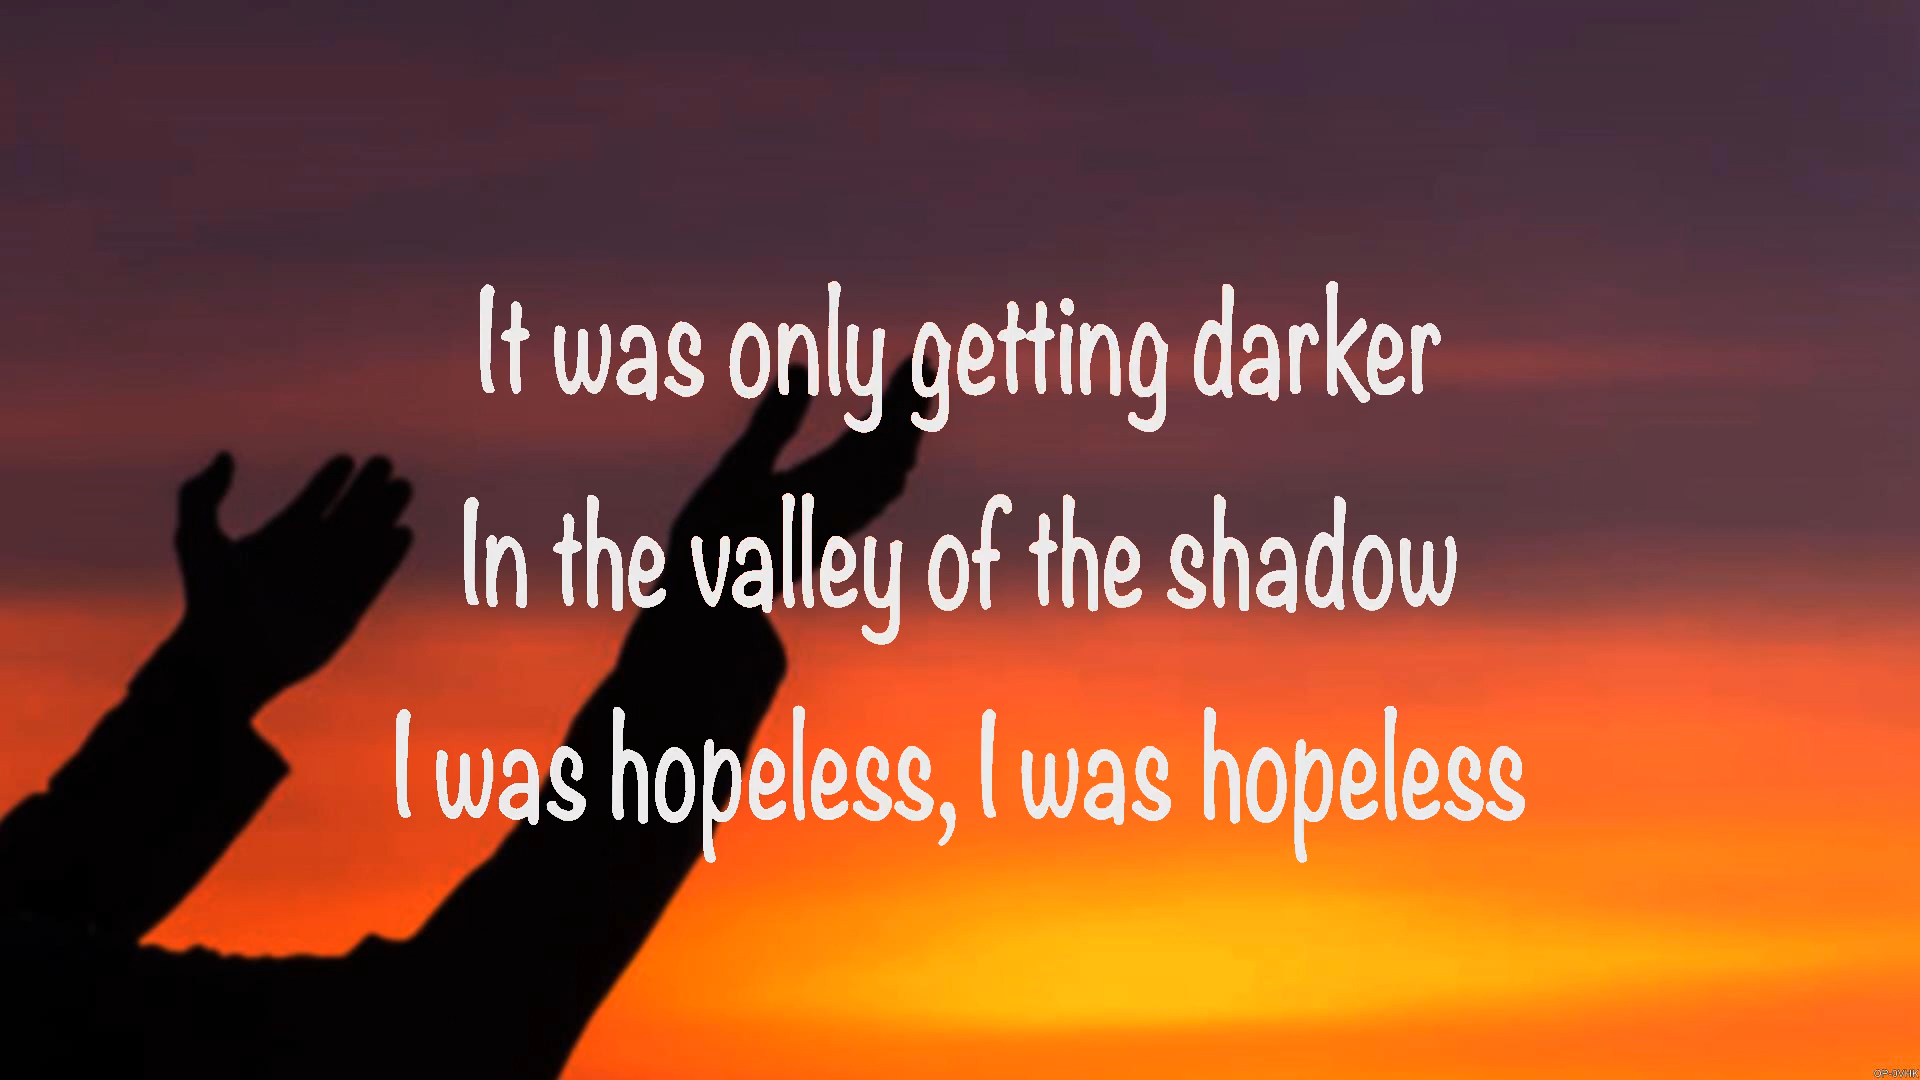 It was only getting darker
In the valley of the shadow
I was hopeless, I was hopeless